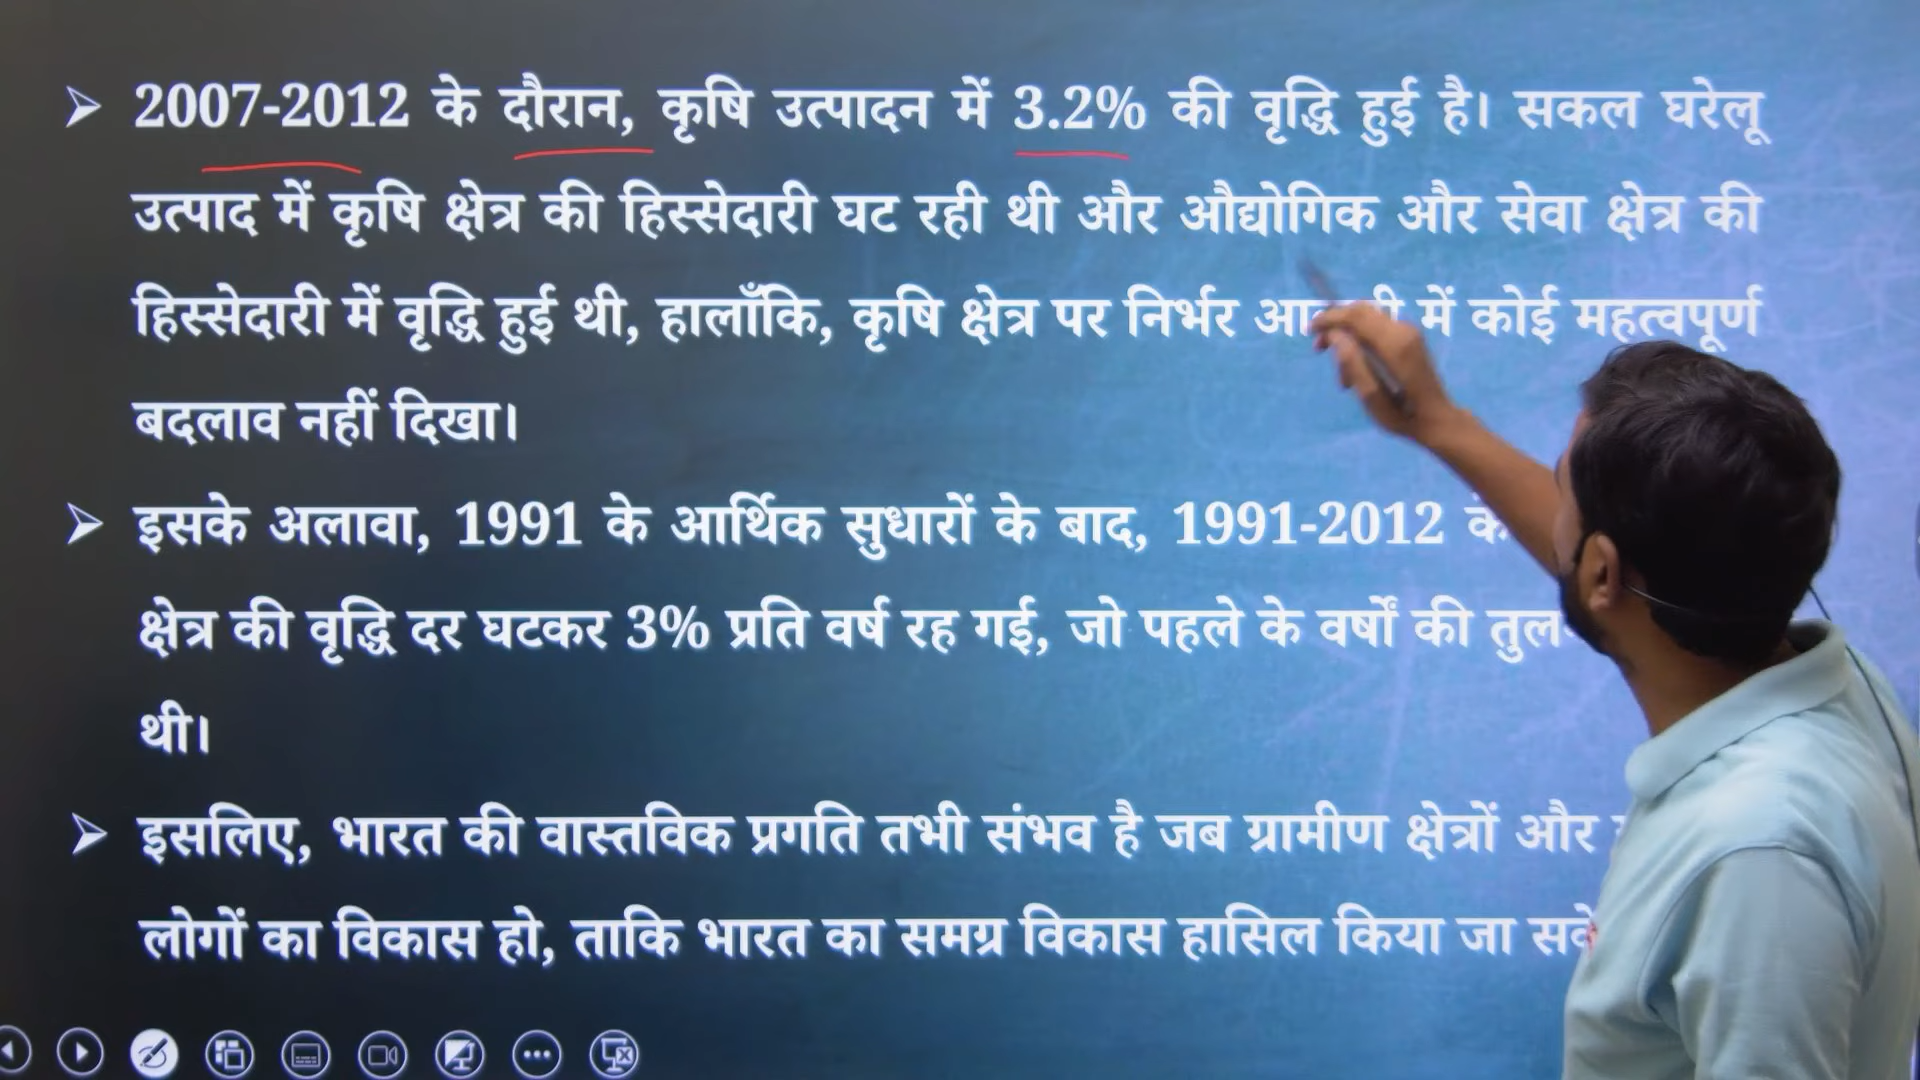 ➢ 2007-2012 के दौरान, कृषि उत्पादन में 3.2% की वृद्धि हुई है। सकल घरेलू
उत्पाद में कृषि क्षेत्र की हिस्सेदारी घट रही थी और औद्योगिक और सेवा क्षेत्र की
हिस्सेदारी में वृद्धि हुई थी, हालाँकि, कृषि क्षेत्र पर निर्भर में कोई महत्वपूर्ण
बदलाव नहीं दिखा।
➢ इसके अलावा, 1991 के आर्थिक सुधारों के बाद, 1991-2012
क्षेत्र की वृद्धि दर घटकर 3% प्रति वर्ष रह गई, जो पहले के वर्षों की
थी।
➢ इसलिए, भारत की वास्तविक प्रगति तभी संभव है जब ग्रामीण क्षेत्रों और
लोगों का विकास हो, ताकि भारत का समग्र विकास हासिल किया जा